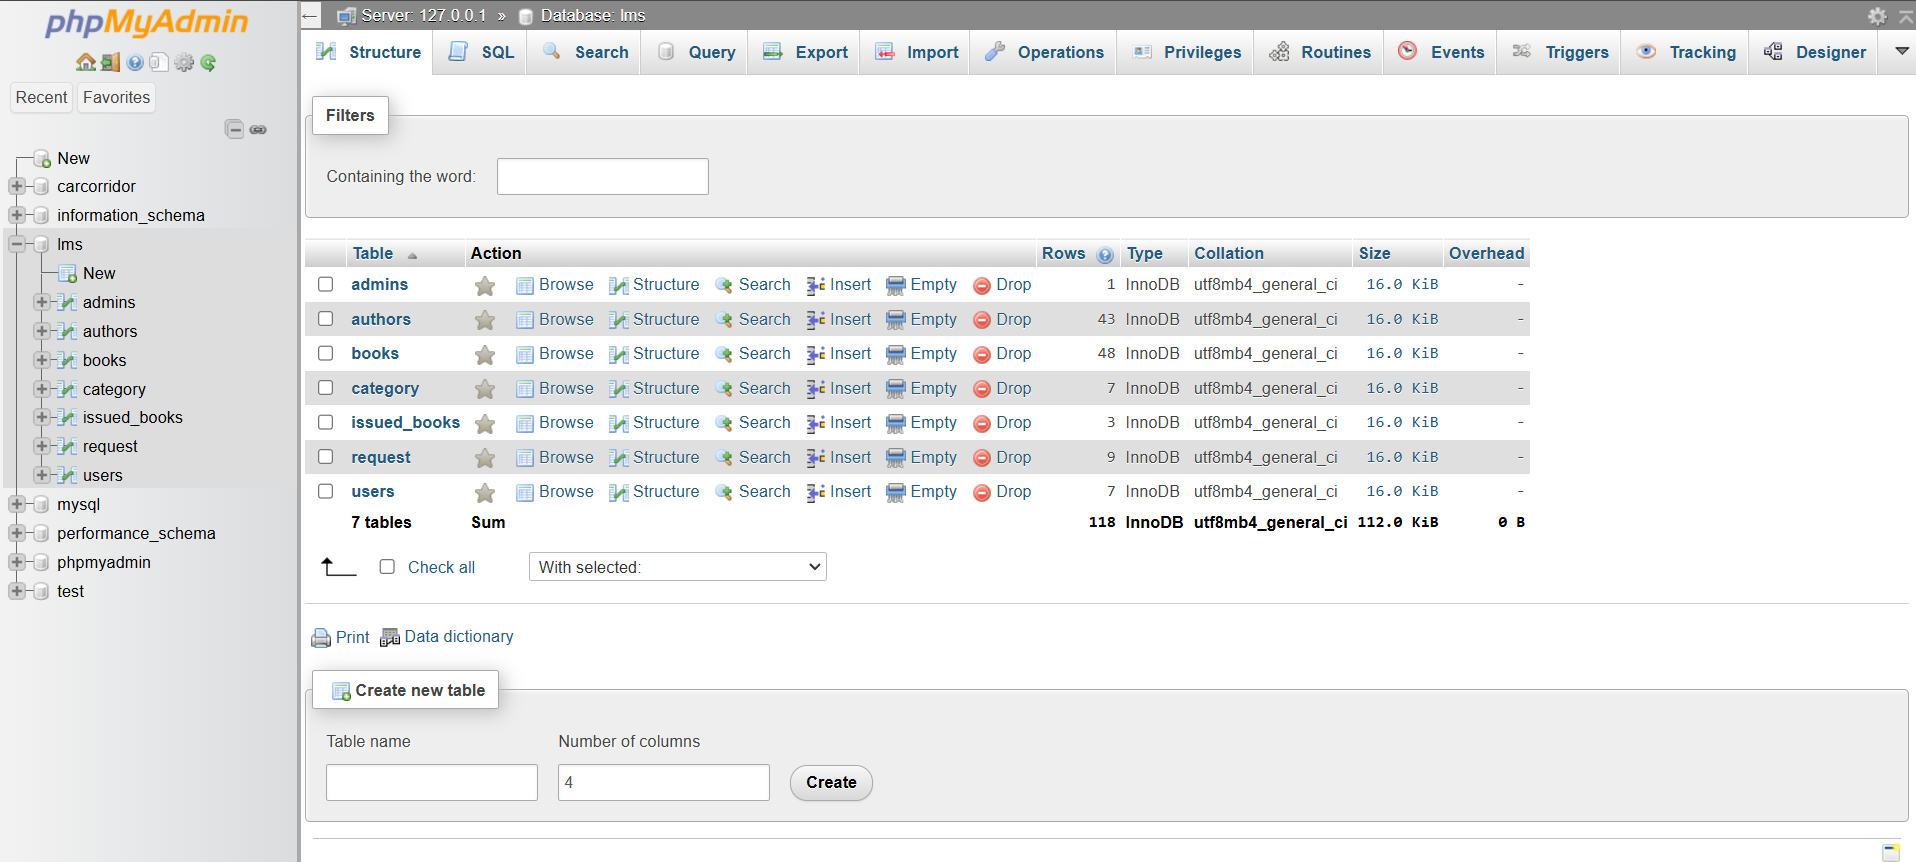 phpMyAdmin
Recent Favorites
New
carcorridor
information_schema
lms
New
admins
authors
books
category
issued_books
request
users
mysql
performance_schema
phpmyadmin
test
Server: 127.0.0.1 » Database: lms
Structure SQL Search Query Export Import Operations Privileges Routines Events Triggers Tracking Designer
Filters
Containing the word:
Table Action Rows Type Collation Size Overhead
admins Browse Structure Search Insert Empty Drop 1 InnoDB utf8mb4_general_ci 16.0 KiB -
authors Browse Structure Search Insert Empty Drop 43 InnoDB utf8mb4_general_ci 16.0 KiB -
books Browse Structure Search Insert Empty Drop 48 InnoDB utf8mb4_general_ci 16.0 KiB -
category Browse Structure Search Insert Empty Drop 7 InnoDB utf8mb4_general_ci 16.0 KiB -
issued_books Browse Structure Search Insert Empty Drop 3 InnoDB utf8mb4_general_ci 16.0 KiB -
request Browse Structure Search Insert Empty Drop 9 InnoDB utf8mb4_general_ci 16.0 KiB -
users Browse Structure Search Insert Empty Drop 7 InnoDB utf8mb4_general_ci 16.0 KiB -
7 tables Sum 118 InnoDB utf8mb4_general_ci 112.0 KiB 0 B
Check all With selected:
Print Data dictionary
Create new table
Table name Number of columns
4 Create